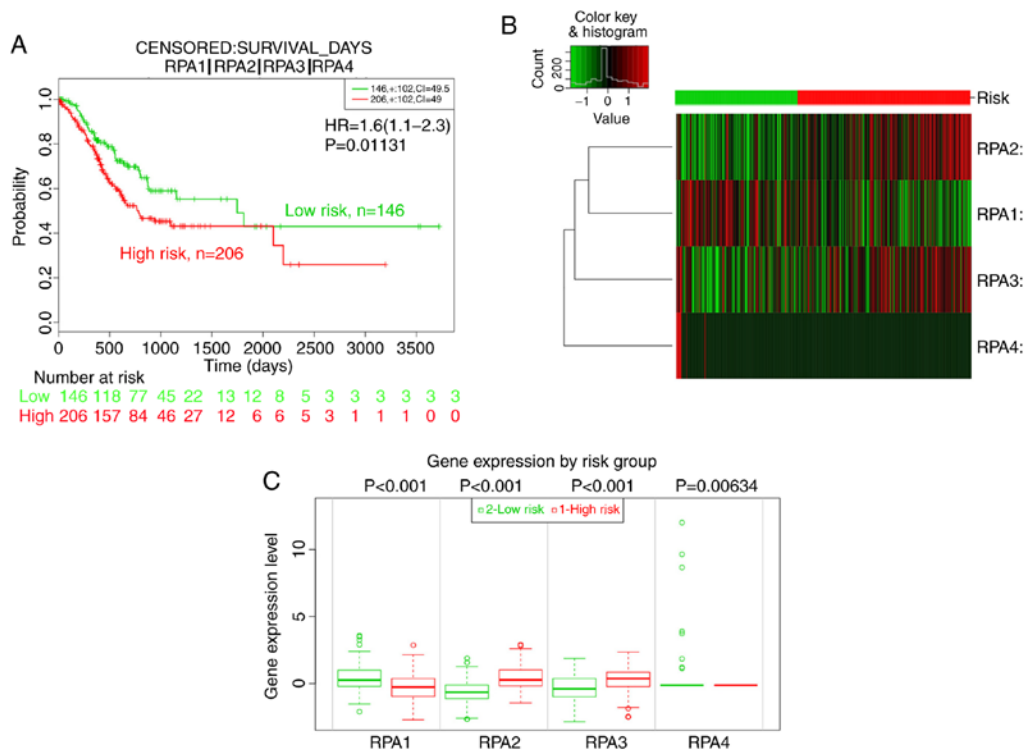 A
CENSORED:SURVIVAL_DAYS
RPA1|RPA2|RPA3|RPA4
146,+:102,CI=49.5
206,+:102,CI=49
HR=1.6(1.1–2.3)
P=0.01131
Low risk, n=146
High risk, n=206
Probability
1.0
0.8
0.6
0.4
0.2
0.0
0 500 1000 1500 2000 2500 3000 3500
Time (days)
Number at risk
Low 146 118 77 45 22 13 12 8 5 3 3 3 3 3 3
High 206 157 84 46 27 12 6 6 5 3 1 1 1 0 0
B
Color key
& histogram
Count
0 200
−1 0 1
Value
Risk
RPA2:
RPA1:
RPA3:
RPA4:
C
Gene expression by risk group
P<0.001 P<0.001 P<0.001 P=0.00634
2-Low risk 1-High risk
Gene expression level
10
5
0
RPA1 RPA2 RPA3 RPA4